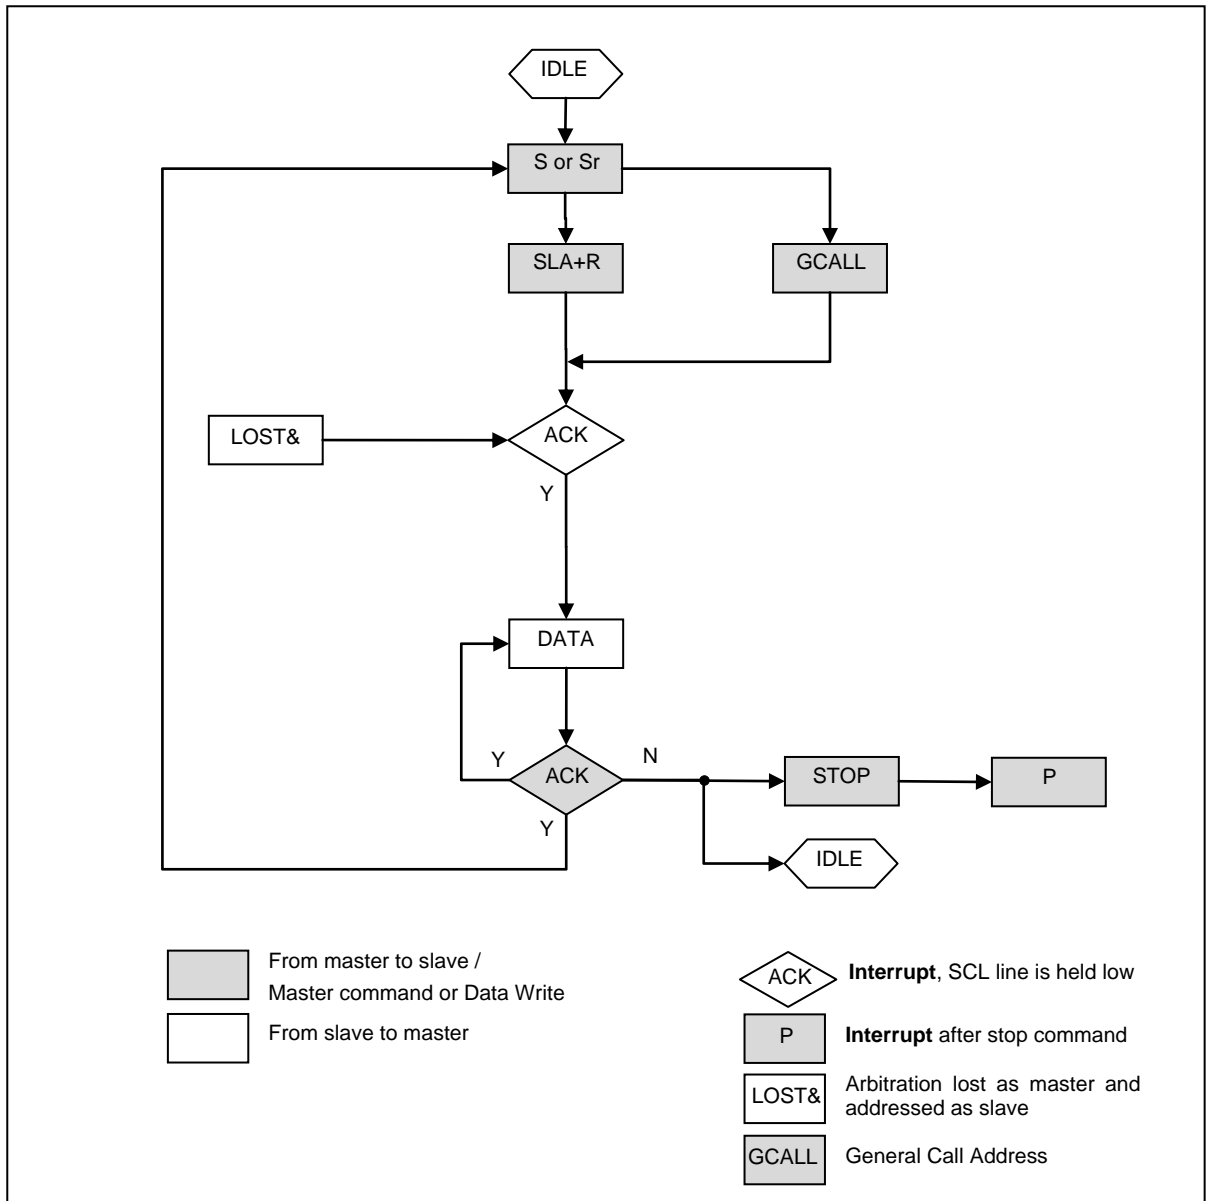 IDLE
S or Sr
SLA+R
GCALL
LOST&
ACK
Y
DATA
Y
ACK
N
STOP
P
Y
IDLE
From master to slave /
Master command or Data Write
From slave to master
ACK
Interrupt, SCL line is held low
P
Interrupt after stop command
LOST&
Arbitration lost as master and
addressed as slave
GCALL
General Call Address